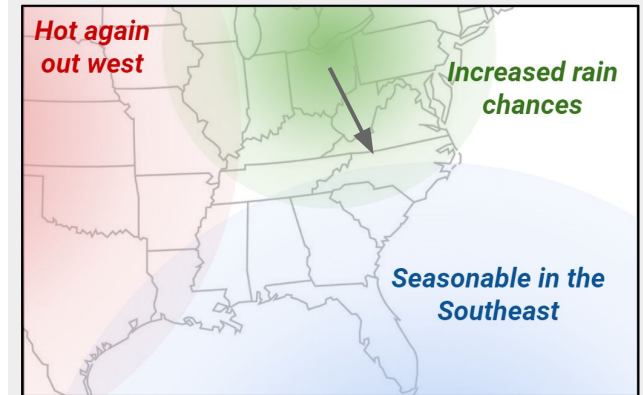 Hot again
out west
Increased rain
chances
Seasonable in the
Southeast